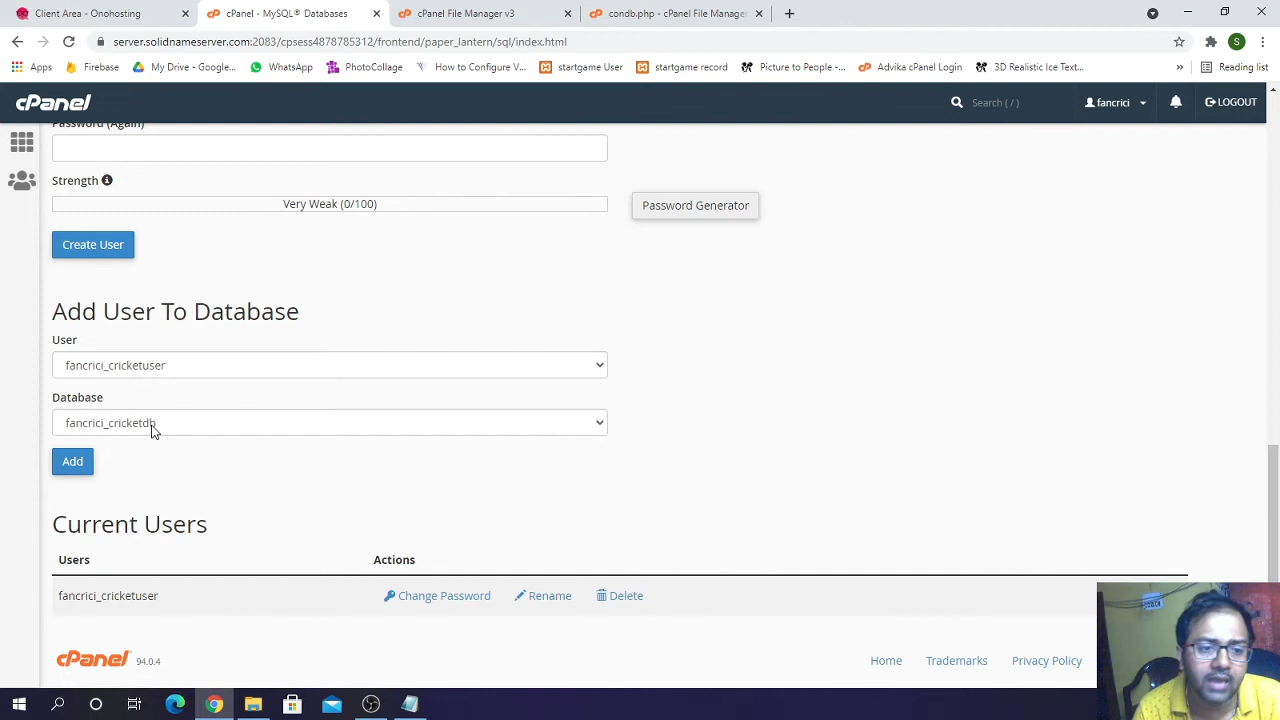 Client Area - Onohosting
cPanel - MySQL® Databases
cPanel File Manager v3
condb.php - cPanel File Manager
server.solidnameserver.com:2083/cpsess4878785312/frontend/paper_lantern/sql/index.html
S
Apps
Firebase
My Drive - Google...
WhatsApp
PhotoCollage
How to Configure V...
startgame User
startgame record
Picture to People -...
Advika cPanel Login
3D Realistic Ice Text...
Reading list
cPanel
Search ( / )
fancrici
LOGOUT
Password (Again)
Strength
Very Weak (0/100)
Password Generator
Create User
Add User To Database
User
fancrici_cricketuser
Database
fancrici_cricketdb
Add
Current Users
Users
Actions
fancrici_cricketuser
Change Password
Rename
Delete
cPanel
94.0.4
Home
Trademarks
Privacy Policy